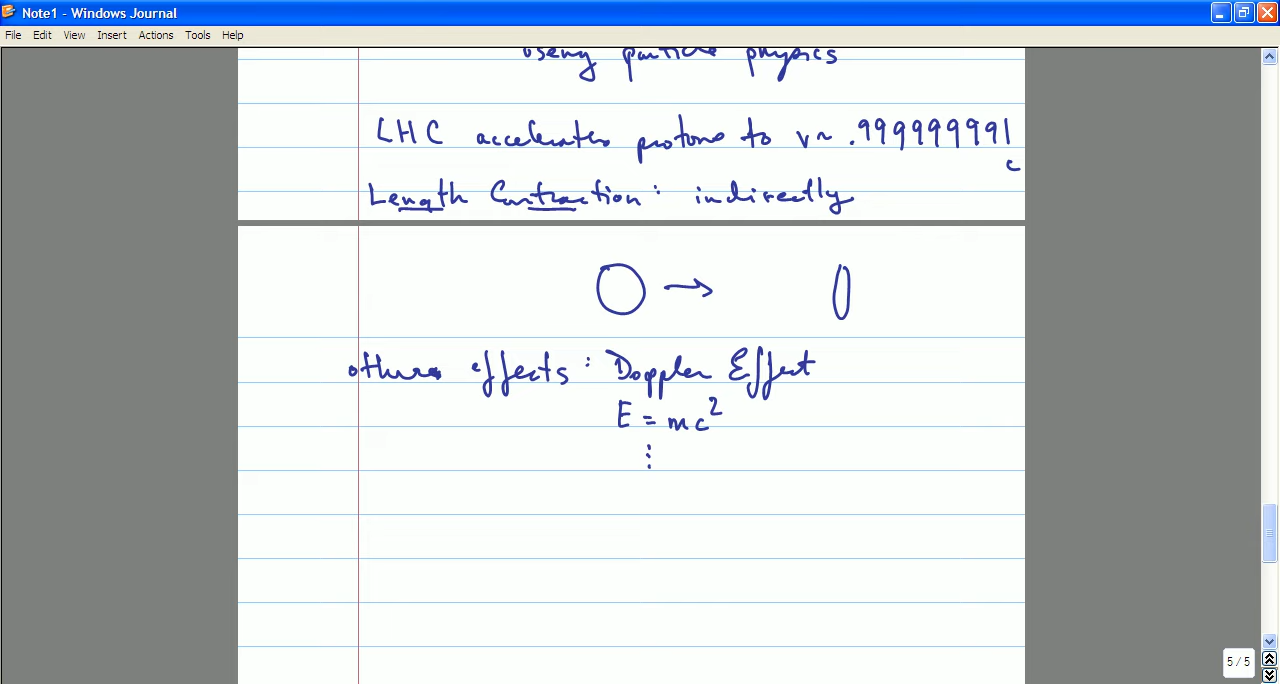 Note1 - Windows Journal
File Edit View Insert Actions Tools Help
using particle physics
LHC accelerates protons to v~ .999999991
c
Length Contraction: indirectly
others effects: Doppler Effect
E = mc²
⋮
5 / 5